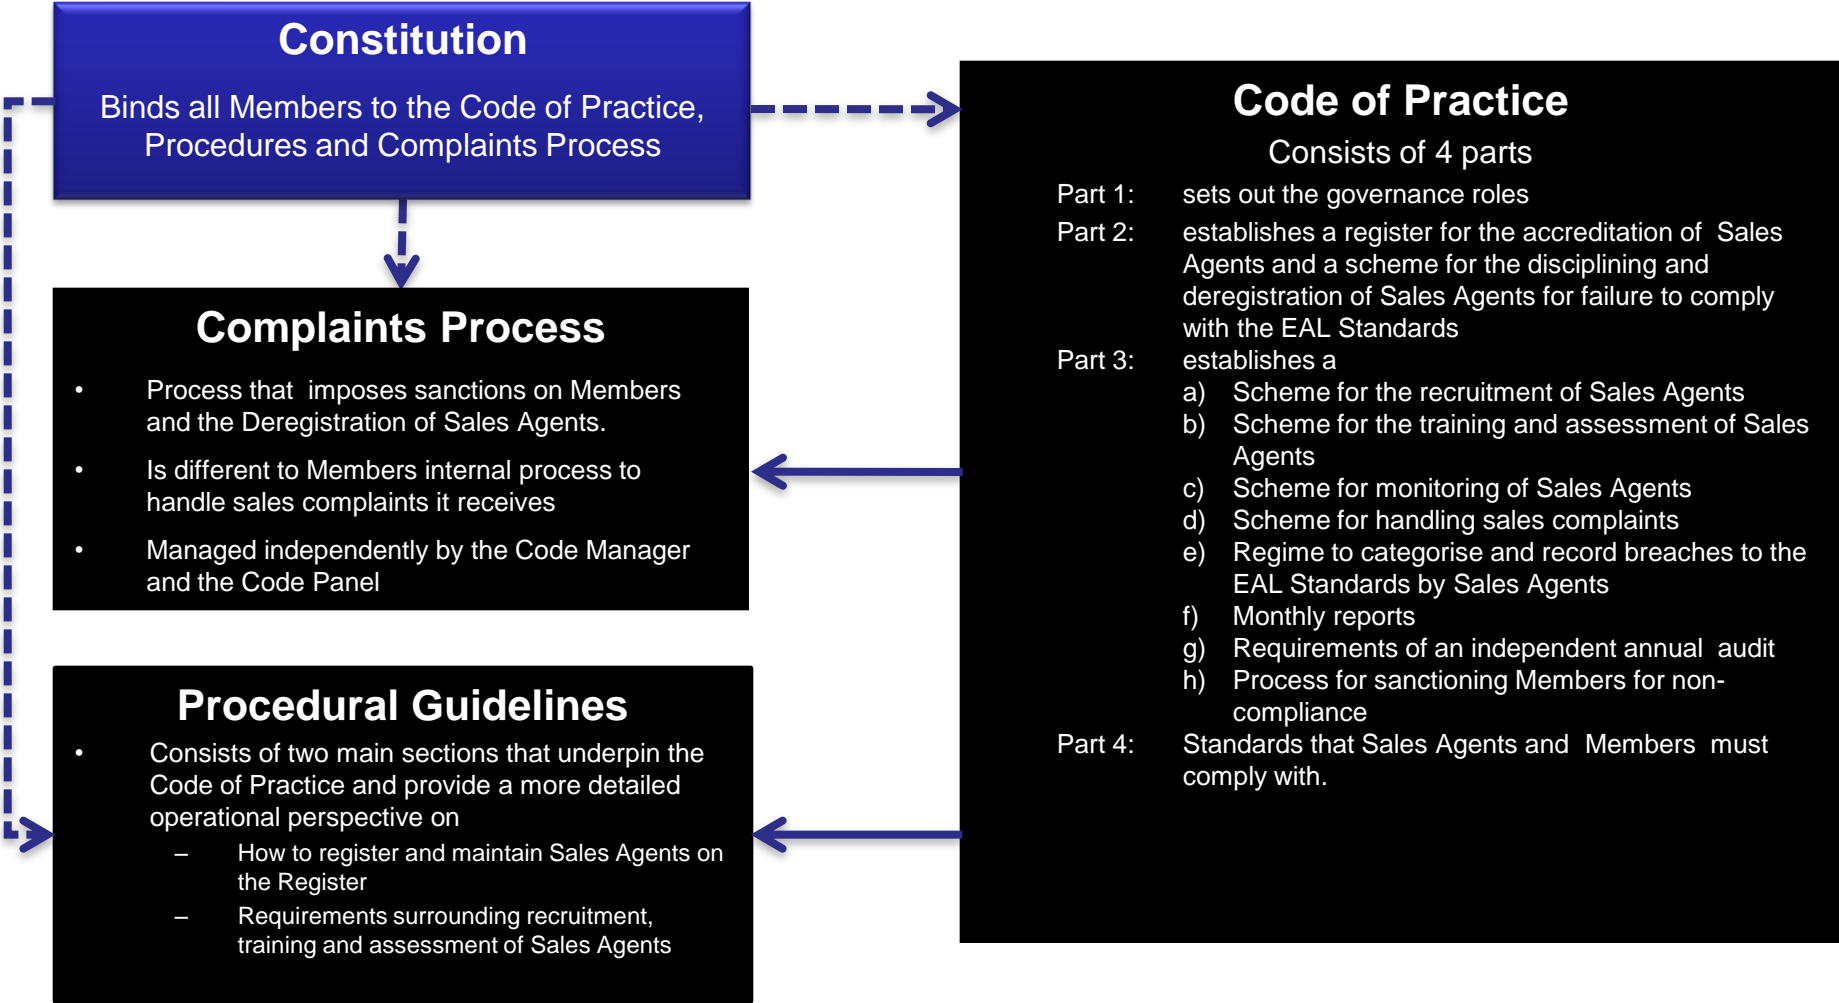 Constitution
Binds all Members to the Code of Practice,
Procedures and Complaints Process
Complaints Process
• Process that imposes sanctions on Members
and the Deregistration of Sales Agents.
• Is different to Members internal process to
handle sales complaints it receives
• Managed independently by the Code Manager
and the Code Panel
Procedural Guidelines
• Consists of two main sections that underpin the
Code of Practice and provide a more detailed
operational perspective on
– How to register and maintain Sales Agents on
the Register
– Requirements surrounding recruitment,
training and assessment of Sales Agents
Code of Practice
Consists of 4 parts
Part 1: sets out the governance roles
Part 2: establishes a register for the accreditation of Sales
Agents and a scheme for the disciplining and
deregistration of Sales Agents for failure to comply
with the EAL Standards
Part 3: establishes a
a) Scheme for the recruitment of Sales Agents
b) Scheme for the training and assessment of Sales
Agents
c) Scheme for monitoring of Sales Agents
d) Scheme for handling sales complaints
e) Regime to categorise and record breaches to the
EAL Standards by Sales Agents
f) Monthly reports
g) Requirements of an independent annual audit
h) Process for sanctioning Members for non-
compliance
Part 4: Standards that Sales Agents and Members must
comply with.